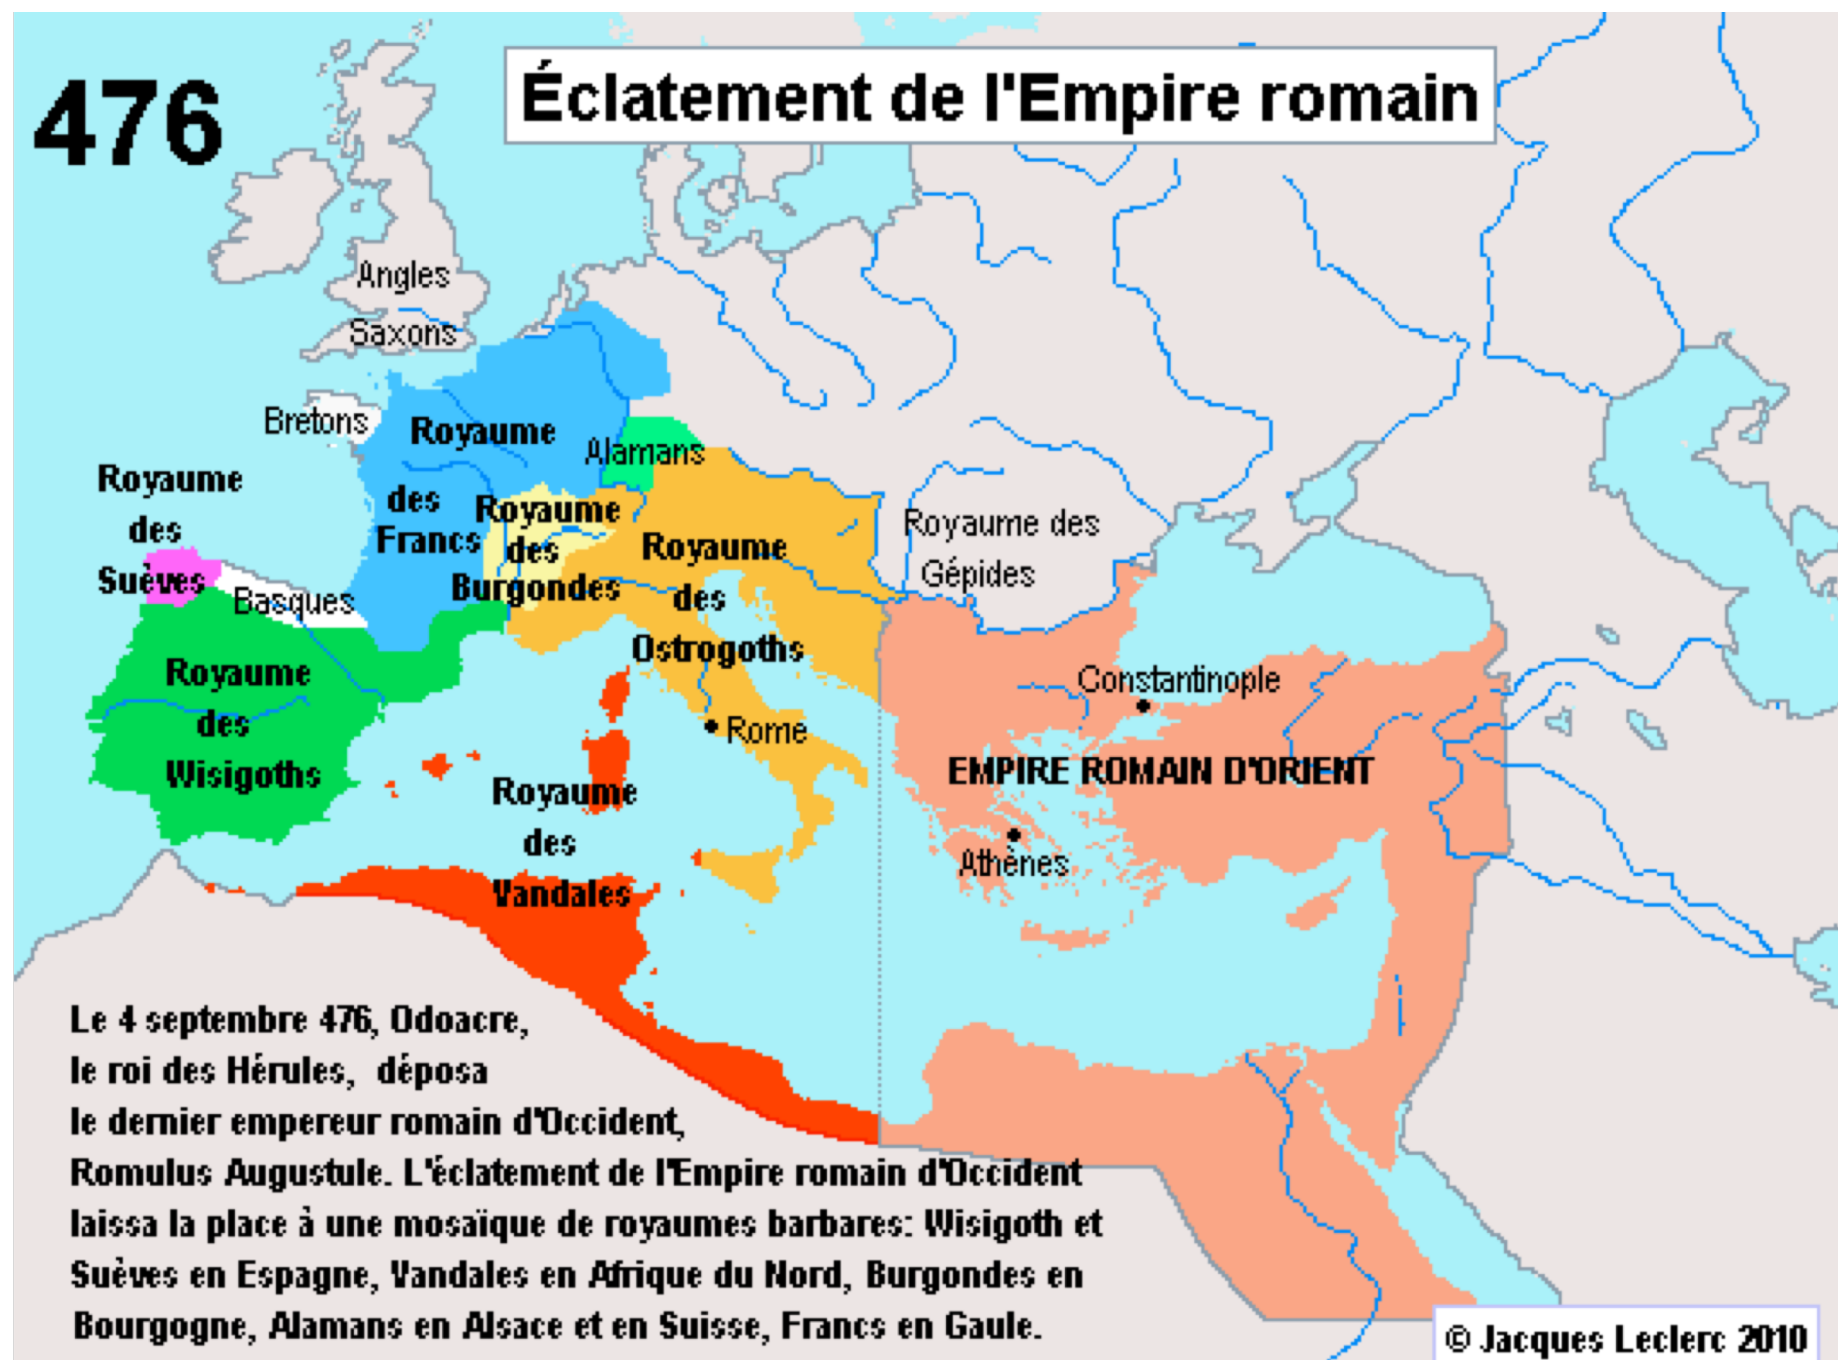 476
Éclatement de l'Empire romain
Angles
Saxons
Bretons
Royaume
des
Francs
Alamans
Royaume
des
Suèves
Basques
Royaume
des
Burgondes
Royaume
des
Ostrogoths
Royaume des
Gépides
Royaume
des
Wisigoths
Rome
Constantinople
EMPIRE ROMAIN D'ORIENT
Athènes
Royaume
des
Vandales
Le 4 septembre 476, Odoacre,
le roi des Hérules, déposa
le dernier empereur romain d'Occident,
Romulus Augustule. L'éclatement de l'Empire romain d'Occident
laissa la place à une mosaïque de royaumes barbares: Wisigoth et
Suèves en Espagne, Vandales en Afrique du Nord, Burgondes en
Bourgogne, Alamans en Alsace et en Suisse, Francs en Gaule.
© Jacques Leclerc 2010